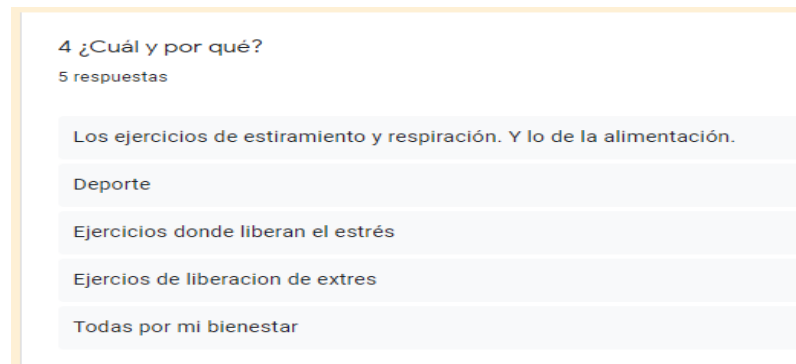 4 ¿Cuál y por qué?
5 respuestas
Los ejercicios de estiramiento y respiración. Y lo de la alimentación.
Deporte
Ejercicios donde liberan el estrés
Ejercios de liberacion de extres
Todas por mi bienestar